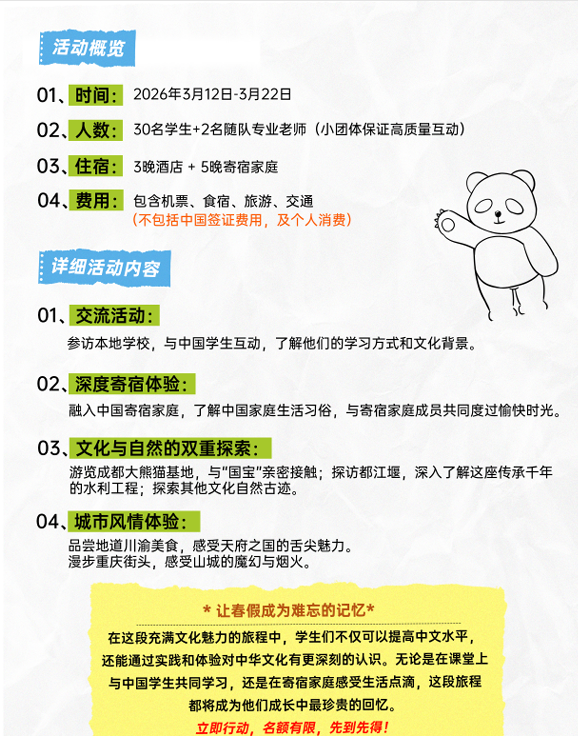 活动概览
01、时间：2026年3月12日-3月22日
02、人数：30名学生+2名随队专业老师（小团体保证高质量互动）
03、住宿：3晚酒店 + 5晚寄宿家庭
04、费用：包含机票、食宿、旅游、交通
（不包括中国签证费用，及个人消费）
详细活动内容
01、交流活动：
参访本地学校，与中国学生互动，了解他们的学习方式和文化背景。
02、深度寄宿体验：
融入中国寄宿家庭，了解中国家庭生活习俗，与寄宿家庭成员共同度过愉快时光。
03、文化与自然的双重探索：
游览成都大熊猫基地，与“国宝”亲密接触；探访都江堰，深入了解这座传承千年
的水利工程；探索其他文化自然古迹。
04、城市风情体验：
品尝地道川渝美食，感受天府之国的舌尖魅力。
漫步重庆街头，感受山城的魔幻与烟火。
* 让春假成为难忘的记忆*
在这段充满文化魅力的旅程中，学生们不仅可以提高中文水平，
还能通过实践和体验对中华文化有更深刻的认识。无论是在课堂上
与中国学生共同学习，还是在寄宿家庭感受生活点滴，这段旅程
都将成为他们成长中最珍贵的回忆。
立即行动，名额有限，先到先得！